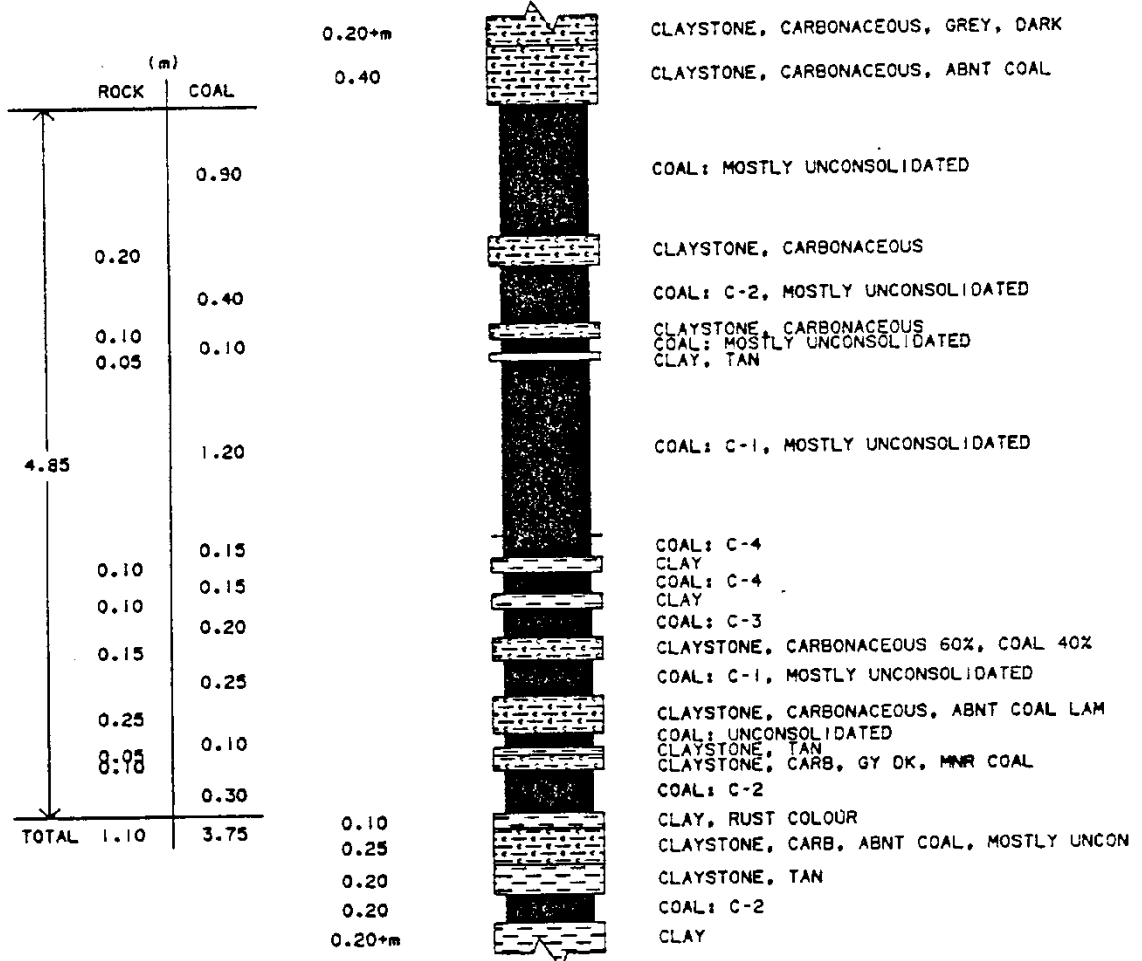 0.20+m CLAYSTONE, CARBONACEOUS, GREY, DARK
(m)
0.40 CLAYSTONE, CARBONACEOUS, ABNT COAL
ROCK COAL
0.90 COAL: MOSTLY UNCONSOLIDATED
0.20 CLAYSTONE, CARBONACEOUS
0.40 COAL: C-2, MOSTLY UNCONSOLIDATED
0.10 CLAYSTONE, CARBONACEOUS
0.10 COAL: MOSTLY UNCONSOLIDATED
0.05 CLAY, TAN
1.20 COAL: C-1, MOSTLY UNCONSOLIDATED
4.85
0.15 COAL: C-4
0.10 CLAY
0.15 COAL: C-4
0.10 CLAY
0.20 COAL: C-3
0.15 CLAYSTONE, CARBONACEOUS 60%, COAL 40%
0.25 COAL: C-1, MOSTLY UNCONSOLIDATED
0.25 CLAYSTONE, CARBONACEOUS, ABNT COAL LAM
0.10 COAL: UNCONSOLIDATED
0.05 CLAYSTONE, TAN
0.10 CLAYSTONE, CARB, GY DK, MNR COAL
0.30 COAL: C-2
0.10 CLAY, RUST COLOUR
TOTAL 1.10 3.75
0.25 CLAYSTONE, CARB, ABNT COAL, MOSTLY UNCON
0.20 CLAYSTONE, TAN
0.20 COAL: C-2
0.20+m CLAY